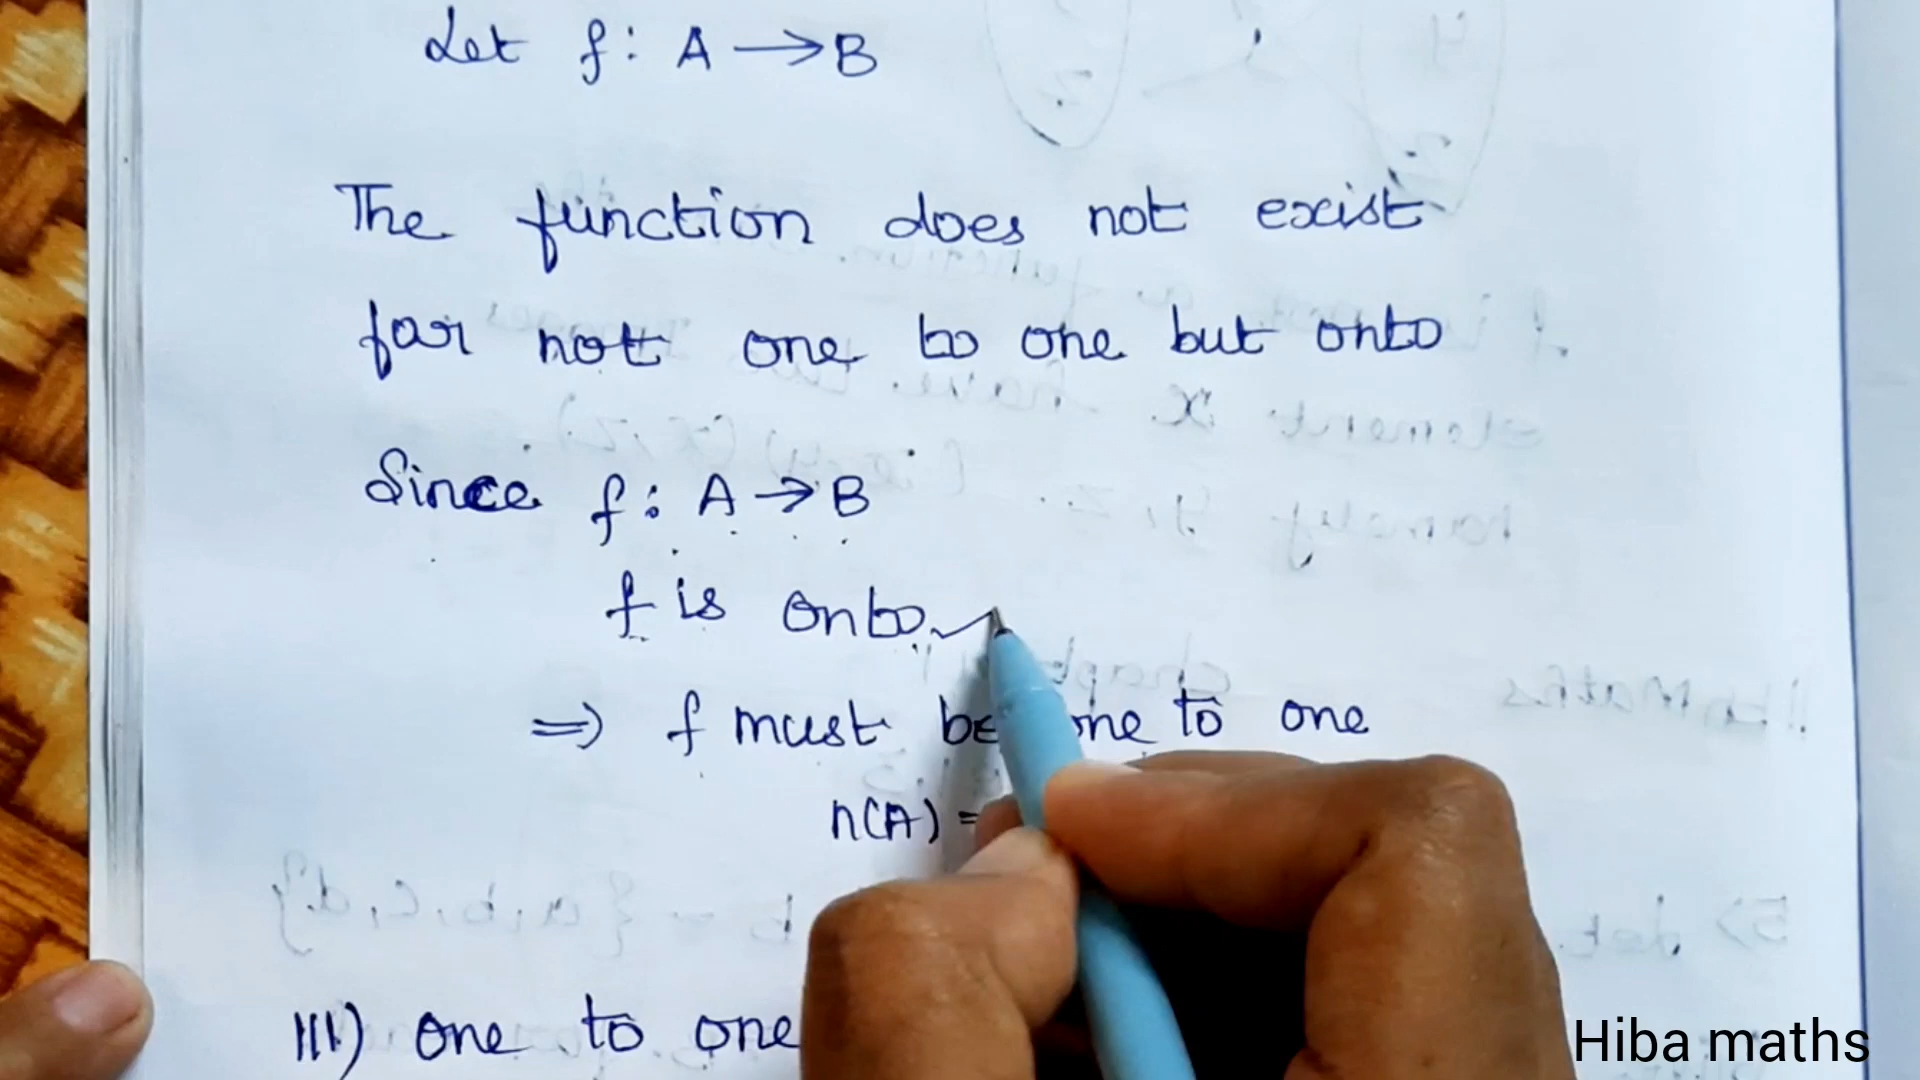 Let f : A → B
The function does not exist
for not one to one but onto
Since f : A → B
f is onto
⇒ f must be one to one
n(A) =
III) one to one
Hiba maths